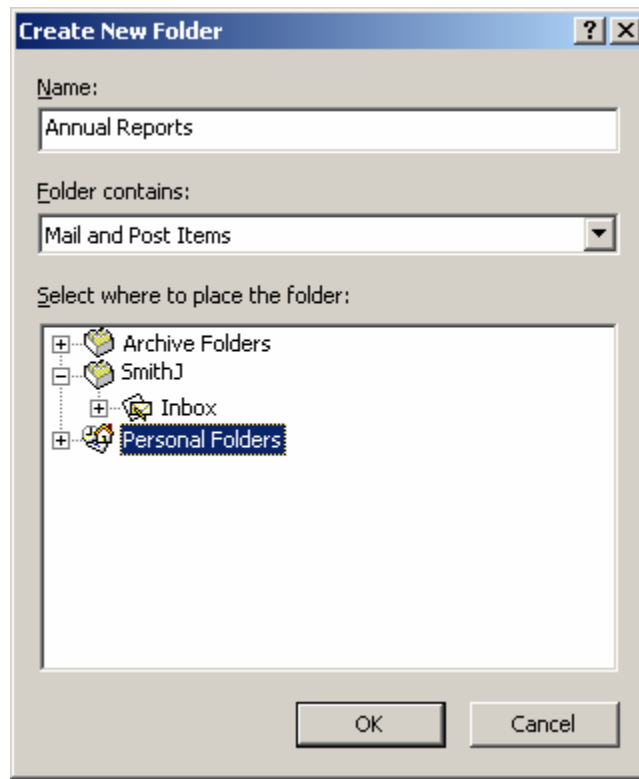 Create New Folder
Name:
Annual Reports
Folder contains:
Mail and Post Items
Select where to place the folder:
Archive Folders
SmithJ
Inbox
Personal Folders
OK Cancel